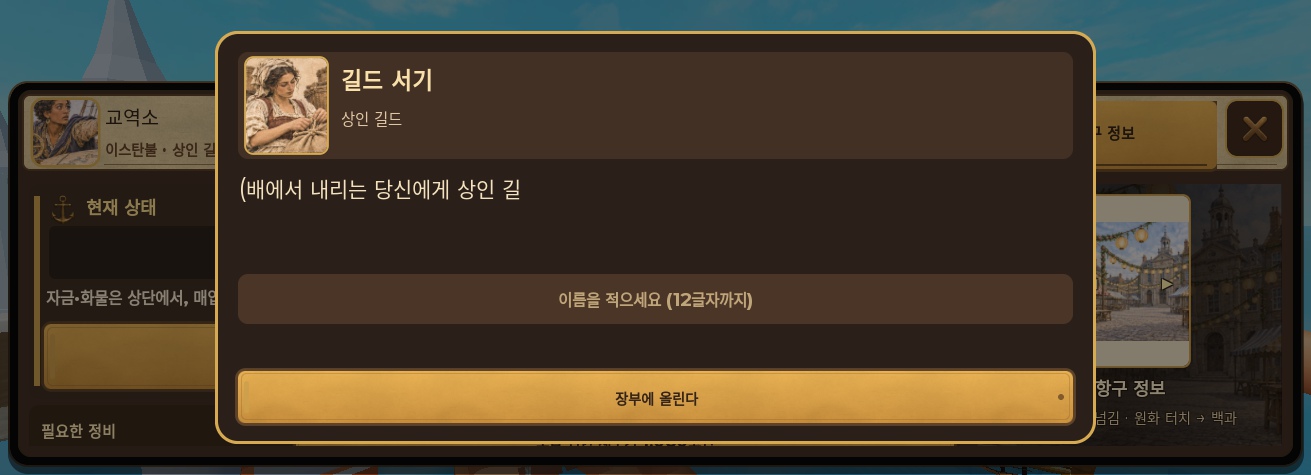 길드 서기
상인 길드
(배에서 내리는 당신에게 상인 길
이름을 적으세요 (12글자까지)
장부에 올린다
교역소
이스탄불 · 상인 길
현재 상태
자금·화물은 상단에서, 매입
필요한 정비
정보
항구 정보
넘김 · 원화 터치 → 백과